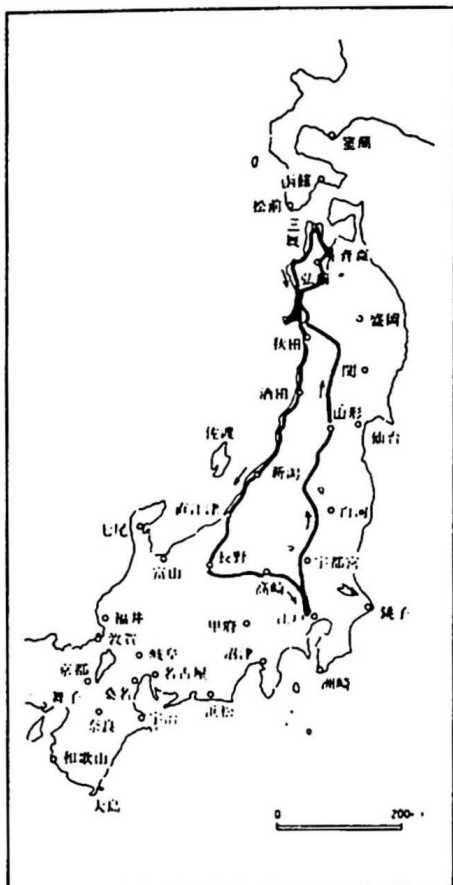 室蘭
函館
松前
三厩
青森
弘前
盛岡
秋田
関
酒田
山形
仙台
佐渡
新潟
直江津
白河
七尾
長野
宇都宮
富山
高崎
江戸
銚子
福井
甲府
敦賀
岐阜
沼津
京都
名古屋
桑名
洲崎
舞子
浜松
奈良
宇治
和歌山
大島
0 200